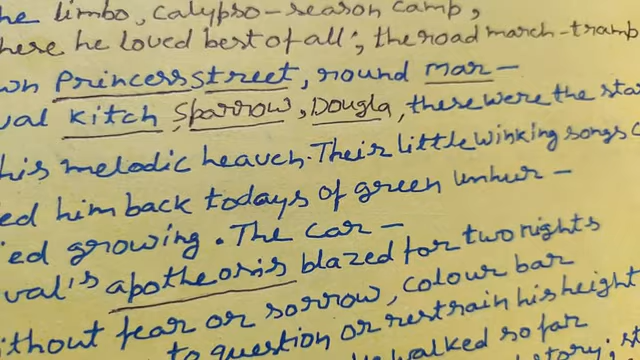 he limbo, calypso-season camp,
here he loved best of all; the road march-tramp
wn Princess street, round mar-
val Kitch Sparrow, Dougla, these were the sta
his melodic heaven. Their little winking songs c
ed him back to days of green unhur-
ied growing. The car-
val's apotheosis blazed for two nights
without fear or sorrow, colour bar
to question or restrain his height
walked so far